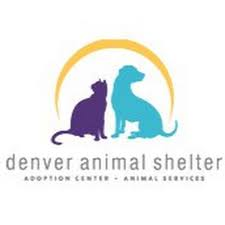 denver animal shelter
ADOPTION CENTER • ANIMAL SERVICES